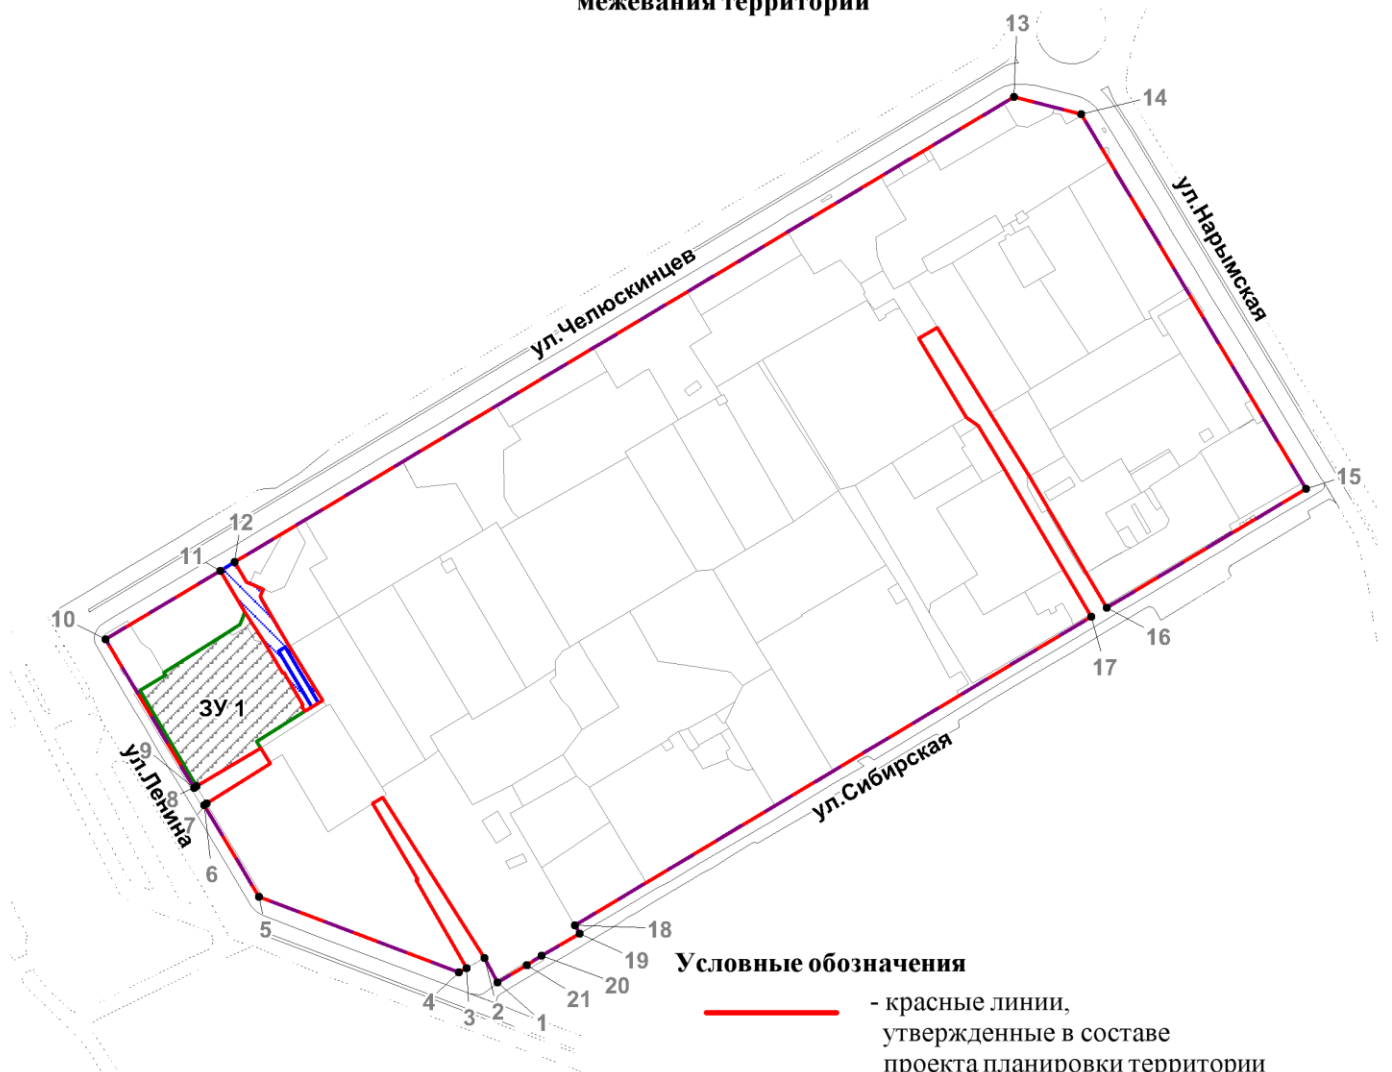 межевания территории
13
14
ул.Нарымская
ул.Челюскинцев
15
12
11
10
16
17
ЗУ 1
9
8
7
ул.Ленина
6
5
ул.Сибирская
18
19
20
21
4
3
2
1
Условные обозначения
- красные линии,
утвержденные в составе
проекта планировки территории